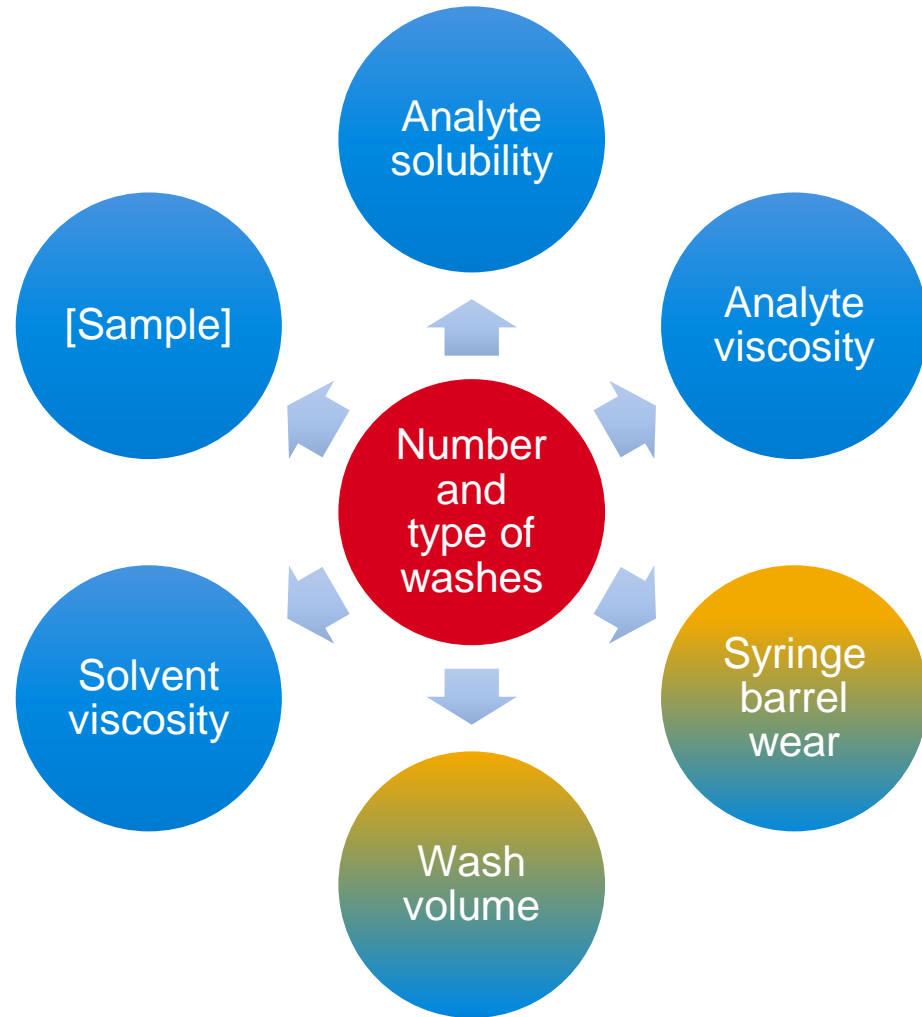 Analyte
solubility
[Sample]
Analyte
viscosity
Number
and
type of
washes
Solvent
viscosity
Syringe
barrel
wear
Wash
volume